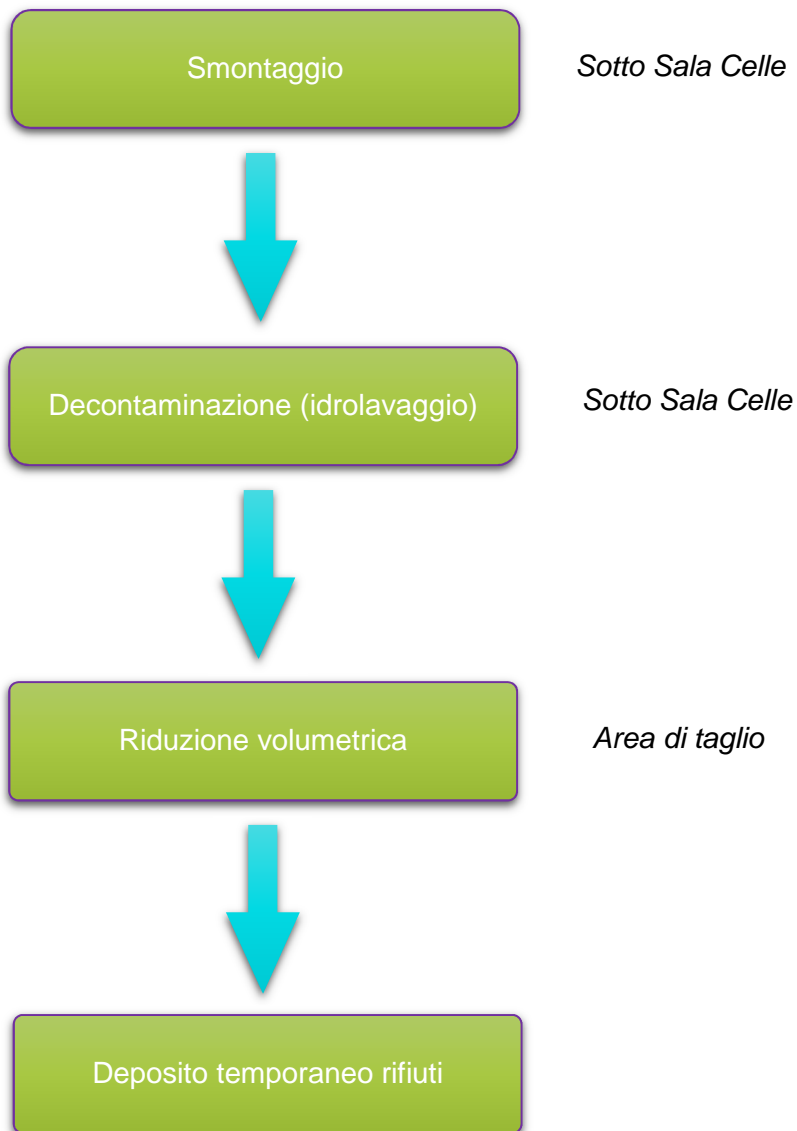 Smontaggio
Sotto Sala Celle
Decontaminazione (idrolavaggio)
Sotto Sala Celle
Riduzione volumetrica
Area di taglio
Deposito temporaneo rifiuti